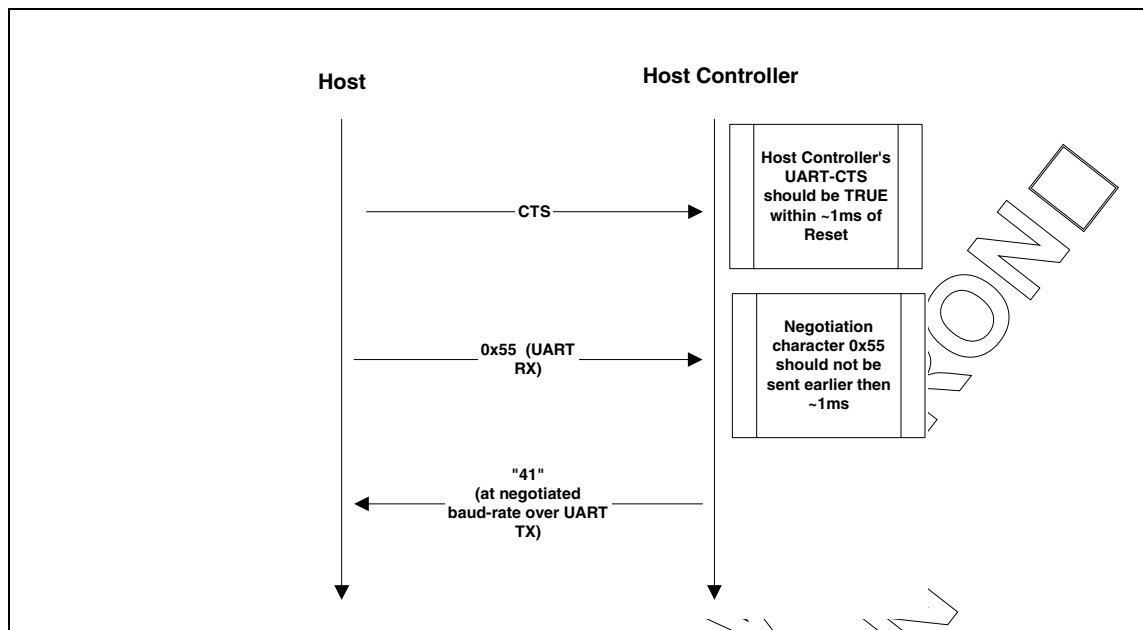 Host
Host Controller
Host Controller's
UART-CTS
should be TRUE
within ~1ms of
Reset
CTS
Negotiation
character 0x55
should not be
sent earlier then
~1ms
0x55 (UART
RX)
"41"
(at negotiated
baud-rate over UART
TX)